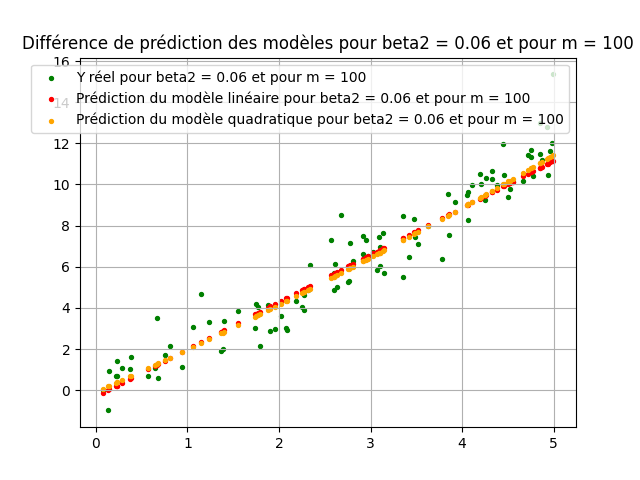 Différence de prédiction des modèles pour beta2 = 0.06 et pour m = 100
Y réel pour beta2 = 0.06 et pour m = 100
Prédiction du modèle linéaire pour beta2 = 0.06 et pour m = 100
Prédiction du modèle quadratique pour beta2 = 0.06 et pour m = 100
16
14
12
10
8
6
4
2
0
0 1 2 3 4 5